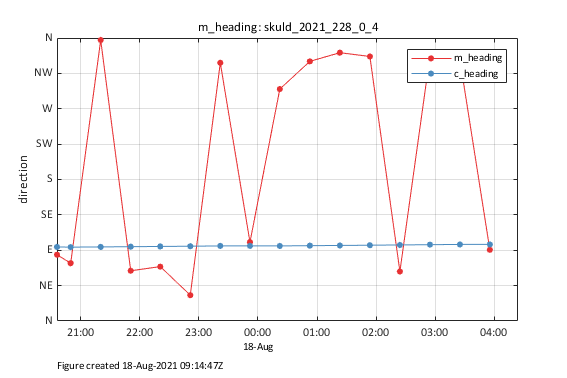 m_heading: skuld_2021_228_0_4
N
NW
W
SW
S
SE
E
NE
N
direction
m_heading
c_heading
21:00 22:00 23:00 00:00 01:00 02:00 03:00 04:00
18-Aug
Figure created 18-Aug-2021 09:14:47Z